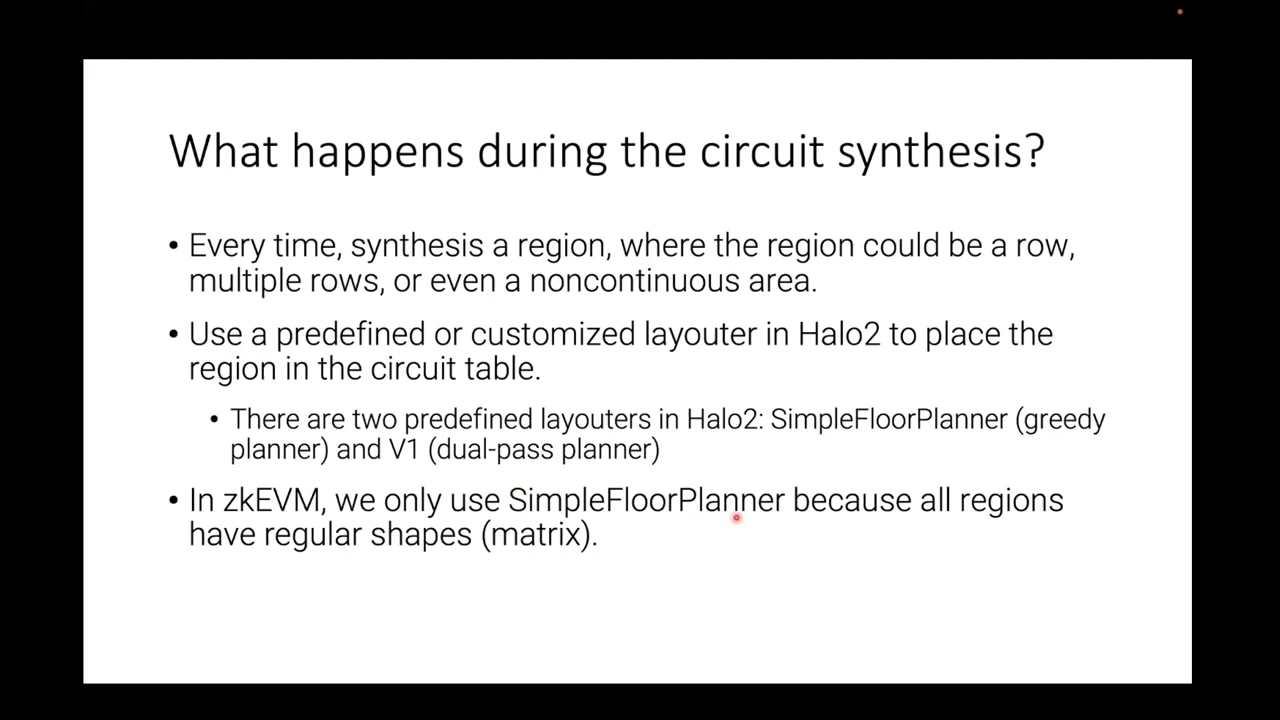 What happens during the circuit synthesis?
• Every time, synthesis a region, where the region could be a row,
multiple rows, or even a noncontinuous area.
• Use a predefined or customized layouter in Halo2 to place the
region in the circuit table.
• There are two predefined layouters in Halo2: SimpleFloorPlanner (greedy
planner) and V1 (dual-pass planner)
• In zkEVM, we only use SimpleFloorPlanner because all regions
have regular shapes (matrix).